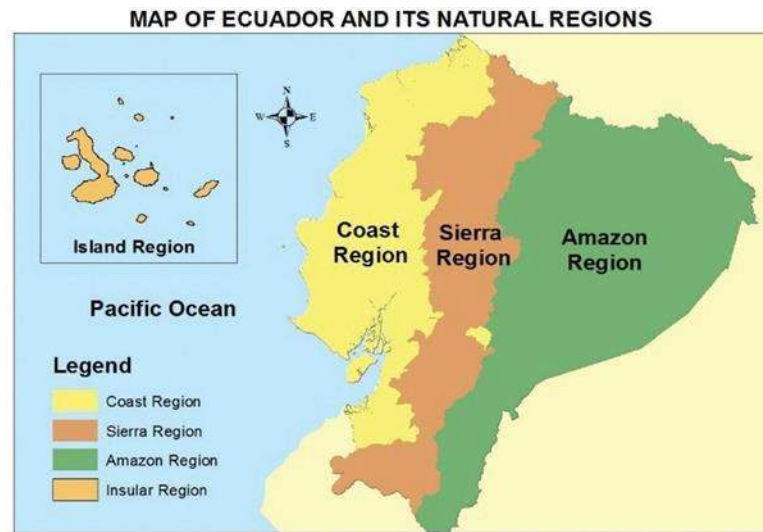 MAP OF ECUADOR AND ITS NATURAL REGIONS
N
W E
S
Island Region
Coast
Region
Sierra
Region
Amazon
Region
Pacific Ocean
Legend
Coast Region
Sierra Region
Amazon Region
Insular Region